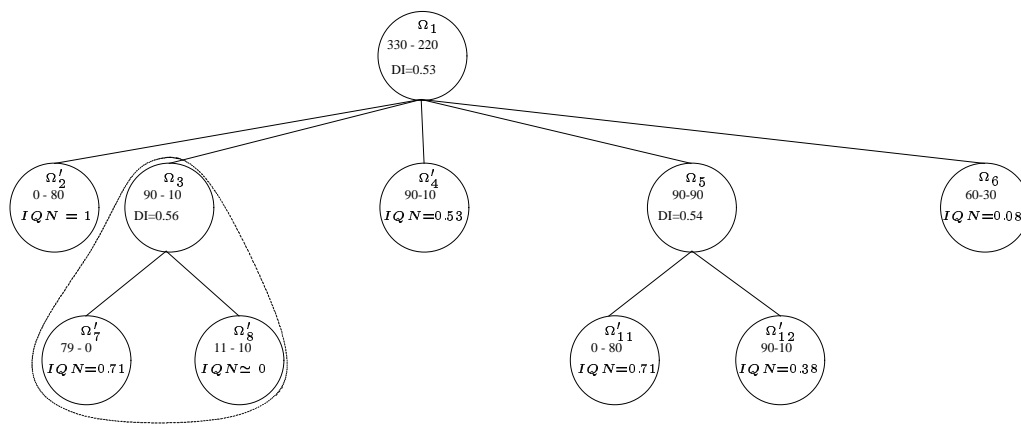 Ω₁
330 - 220
DI=0.53
Ω′₂
0 - 80
IQN = 1
Ω₃
90 - 10
DI=0.56
Ω′₄
90-10
IQN=0.53
Ω₅
90-90
DI=0.54
Ω₆
60-30
IQN=0.08
Ω′₇
79 - 0
IQN=0.71
Ω′₈
11 - 10
IQN≃ 0
Ω′₁₁
0 - 80
IQN=0.71
Ω′₁₂
90-10
IQN=0.38